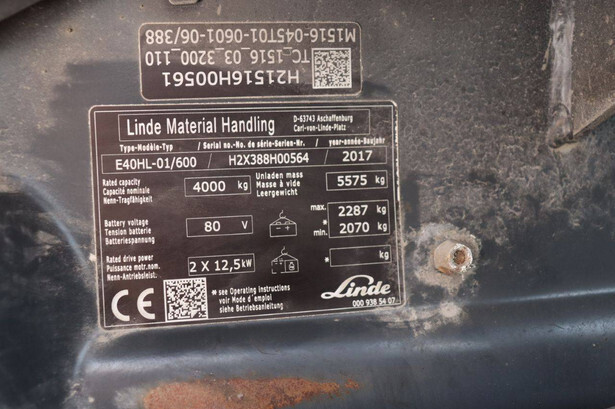 M1516-045T01-0601-06/388
TC_1516_03_3200_110
H21516H00561
Linde Material Handling
D-63743 Aschaffenburg
Carl-von-Linde-Platz
Type-Modèle-Typ / Serial no.-No. de série-Serien-Nr. / year-année-Baujahr
E40HL-01/600 / H2X388H00564 / 2017
Rated capacity
Capacité nominale
Nenn-Tragfähigkeit
4000 kg
Unladen mass
Masse à vide
Leergewicht
5575 kg
Battery voltage
Tension batterie
Batteriespannung
80 V
max. 2287 kg
*
min. 2070 kg
Rated drive power
Puissance motr.nom.
Nenn-Antriebsleist.
2 X 12,5 kW
* kg
CE
* see Operating instructions
voir Mode d'emploi
siehe Betriebsanleitung
Linde
000 938 54 07